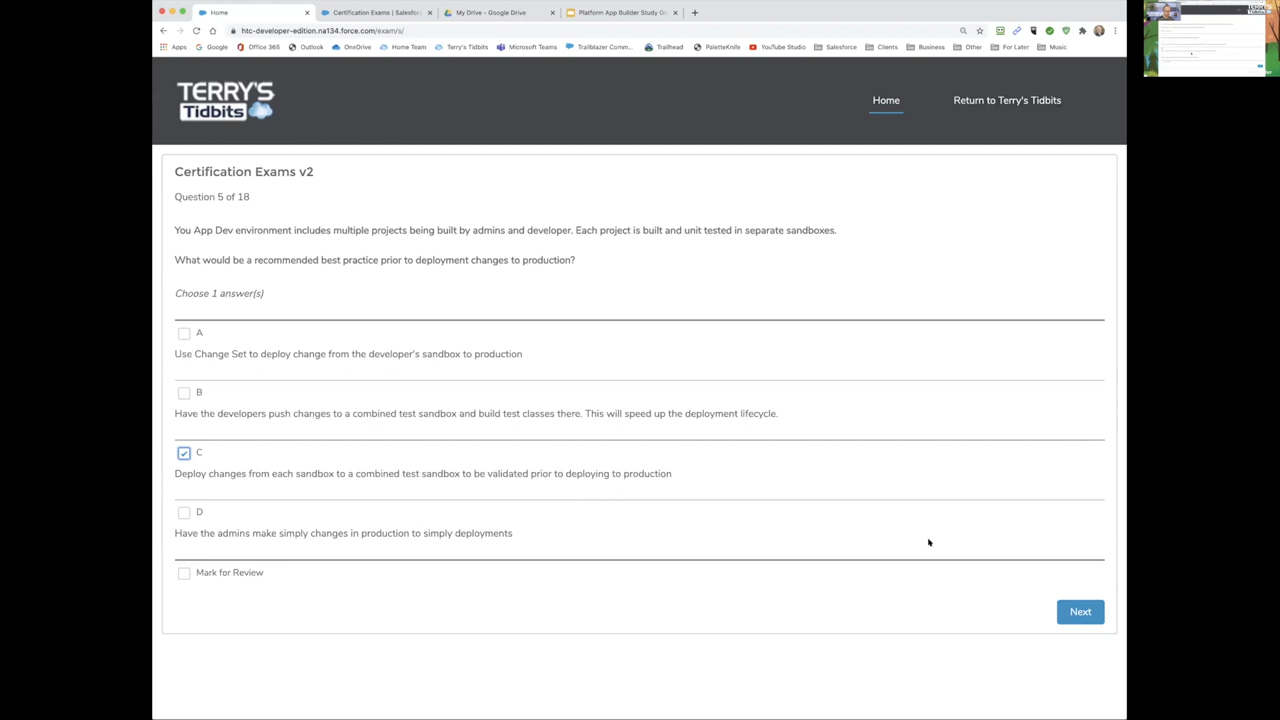 Home
Certification Exams | Salesfor
My Drive – Google Drive
Platform App Builder Study Gr
htc-developer-edition.na134.force.com/exam/s/
Apps
Google
Office 365
Outlook
OneDrive
Home Team
Terry's Tidbits
Microsoft Teams
Trailblazer Comm...
Trailhead
PaletteKnife
YouTube Studio
Salesforce
Clients
Business
Other
For Later
Music
TERRY'S
Tidbits
Home
Return to Terry's Tidbits
Certification Exams v2
Question 5 of 18
You App Dev environment includes multiple projects being built by admins and developer. Each project is built and unit tested in separate sandboxes.
What would be a recommended best practice prior to deployment changes to production?
Choose 1 answer(s)
A
Use Change Set to deploy change from the developer's sandbox to production
B
Have the developers push changes to a combined test sandbox and build test classes there. This will speed up the deployment lifecycle.
C
Deploy changes from each sandbox to a combined test sandbox to be validated prior to deploying to production
D
Have the admins make simply changes in production to simply deployments
Mark for Review
Next
TERRY'S
Tidbits